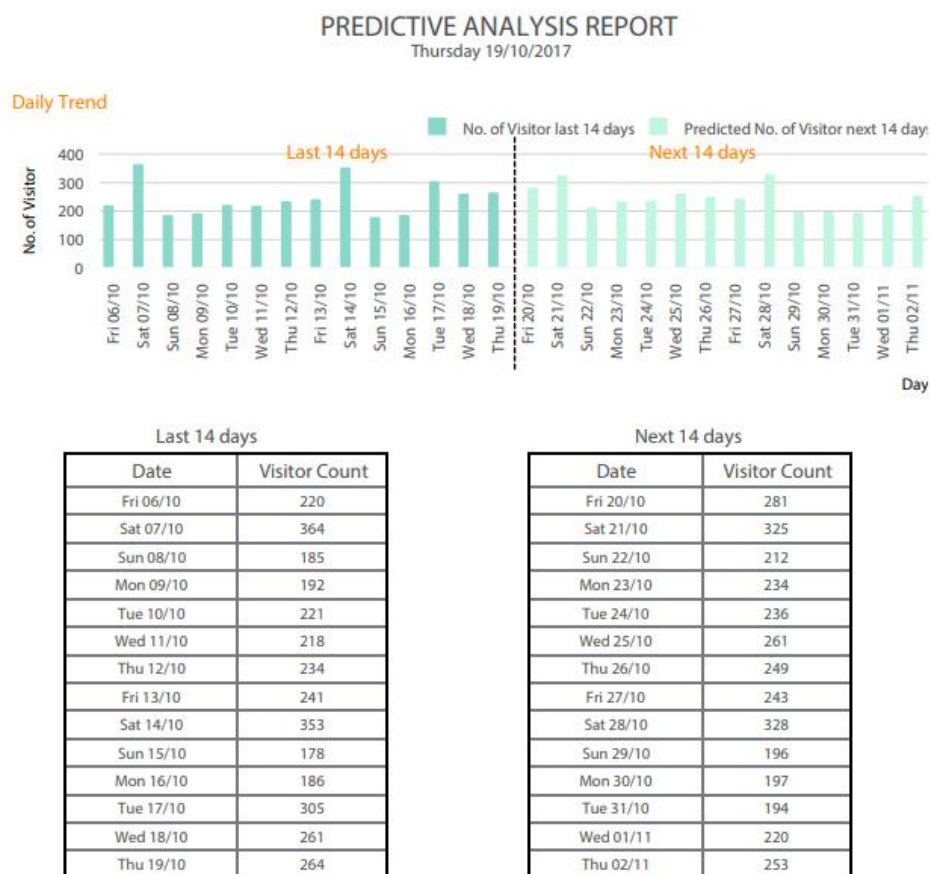 PREDICTIVE ANALYSIS REPORT
Thursday 19/10/2017
Daily Trend
No. of Visitor last 14 days Predicted No. of Visitor next 14 day
Last 14 days Next 14 days
No. of Visitor
400
300
200
100
0
Fri 06/10
Sat 07/10
Sun 08/10
Mon 09/10
Tue 10/10
Wed 11/10
Thu 12/10
Fri 13/10
Sat 14/10
Sun 15/10
Mon 16/10
Tue 17/10
Wed 18/10
Thu 19/10
Fri 20/10
Sat 21/10
Sun 22/10
Mon 23/10
Tue 24/10
Wed 25/10
Thu 26/10
Fri 27/10
Sat 28/10
Sun 29/10
Mon 30/10
Tue 31/10
Wed 01/11
Thu 02/11
Day
Last 14 days
Date Visitor Count
Fri 06/10 220
Sat 07/10 364
Sun 08/10 185
Mon 09/10 192
Tue 10/10 221
Wed 11/10 218
Thu 12/10 234
Fri 13/10 241
Sat 14/10 353
Sun 15/10 178
Mon 16/10 186
Tue 17/10 305
Wed 18/10 261
Thu 19/10 264
Next 14 days
Date Visitor Count
Fri 20/10 281
Sat 21/10 325
Sun 22/10 212
Mon 23/10 234
Tue 24/10 236
Wed 25/10 261
Thu 26/10 249
Fri 27/10 243
Sat 28/10 328
Sun 29/10 196
Mon 30/10 197
Tue 31/10 194
Wed 01/11 220
Thu 02/11 253